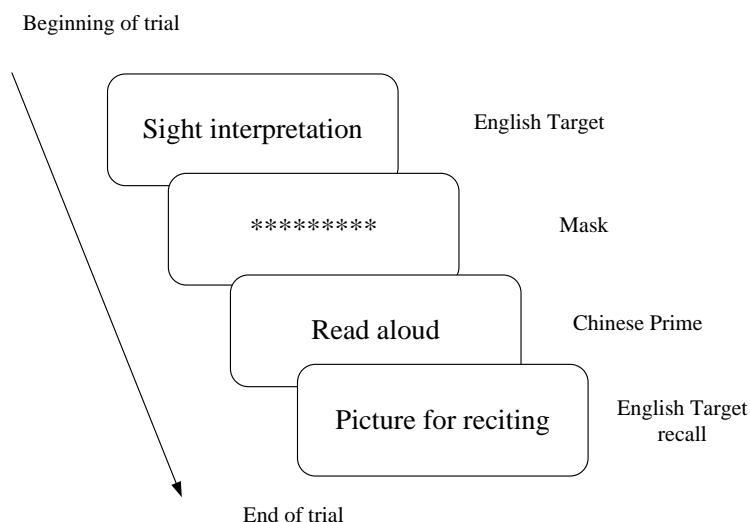 Beginning of trial
Sight interpretation
English Target
*********
Mask
Read aloud
Chinese Prime
Picture for reciting
English Target
recall
End of trial